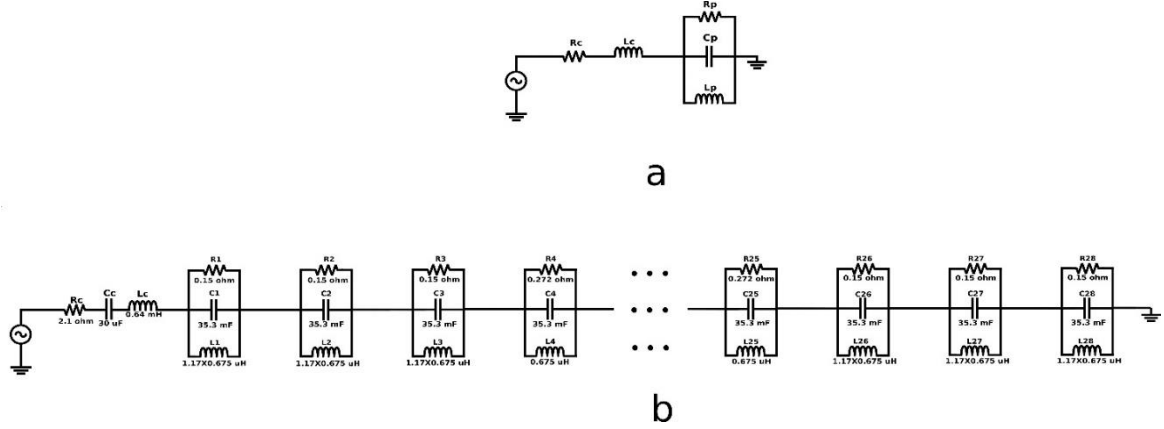 Rp
Rc
Lc
Cp
Lp
a
R1
R2
R3
R4
R25
R26
R27
R28
0.15 ohm
0.15 ohm
0.15 ohm
0.272 ohm
0.272 ohm
0.15 ohm
0.15 ohm
0.15 ohm
Rc
Cc
Lc
C1
C2
C3
C4
C25
C26
C27
C28
2.1 ohm
30 uF
0.64 mH
35.3 mF
35.3 mF
35.3 mF
35.3 mF
35.3 mF
35.3 mF
35.3 mF
35.3 mF
L1
L2
L3
L4
L25
L26
L27
L28
1.17X0.675 uH
1.17X0.675 uH
1.17X0.675 uH
0.675 uH
0.675 uH
1.17X0.675 uH
1.17X0.675 uH
1.17X0.675 uH
b